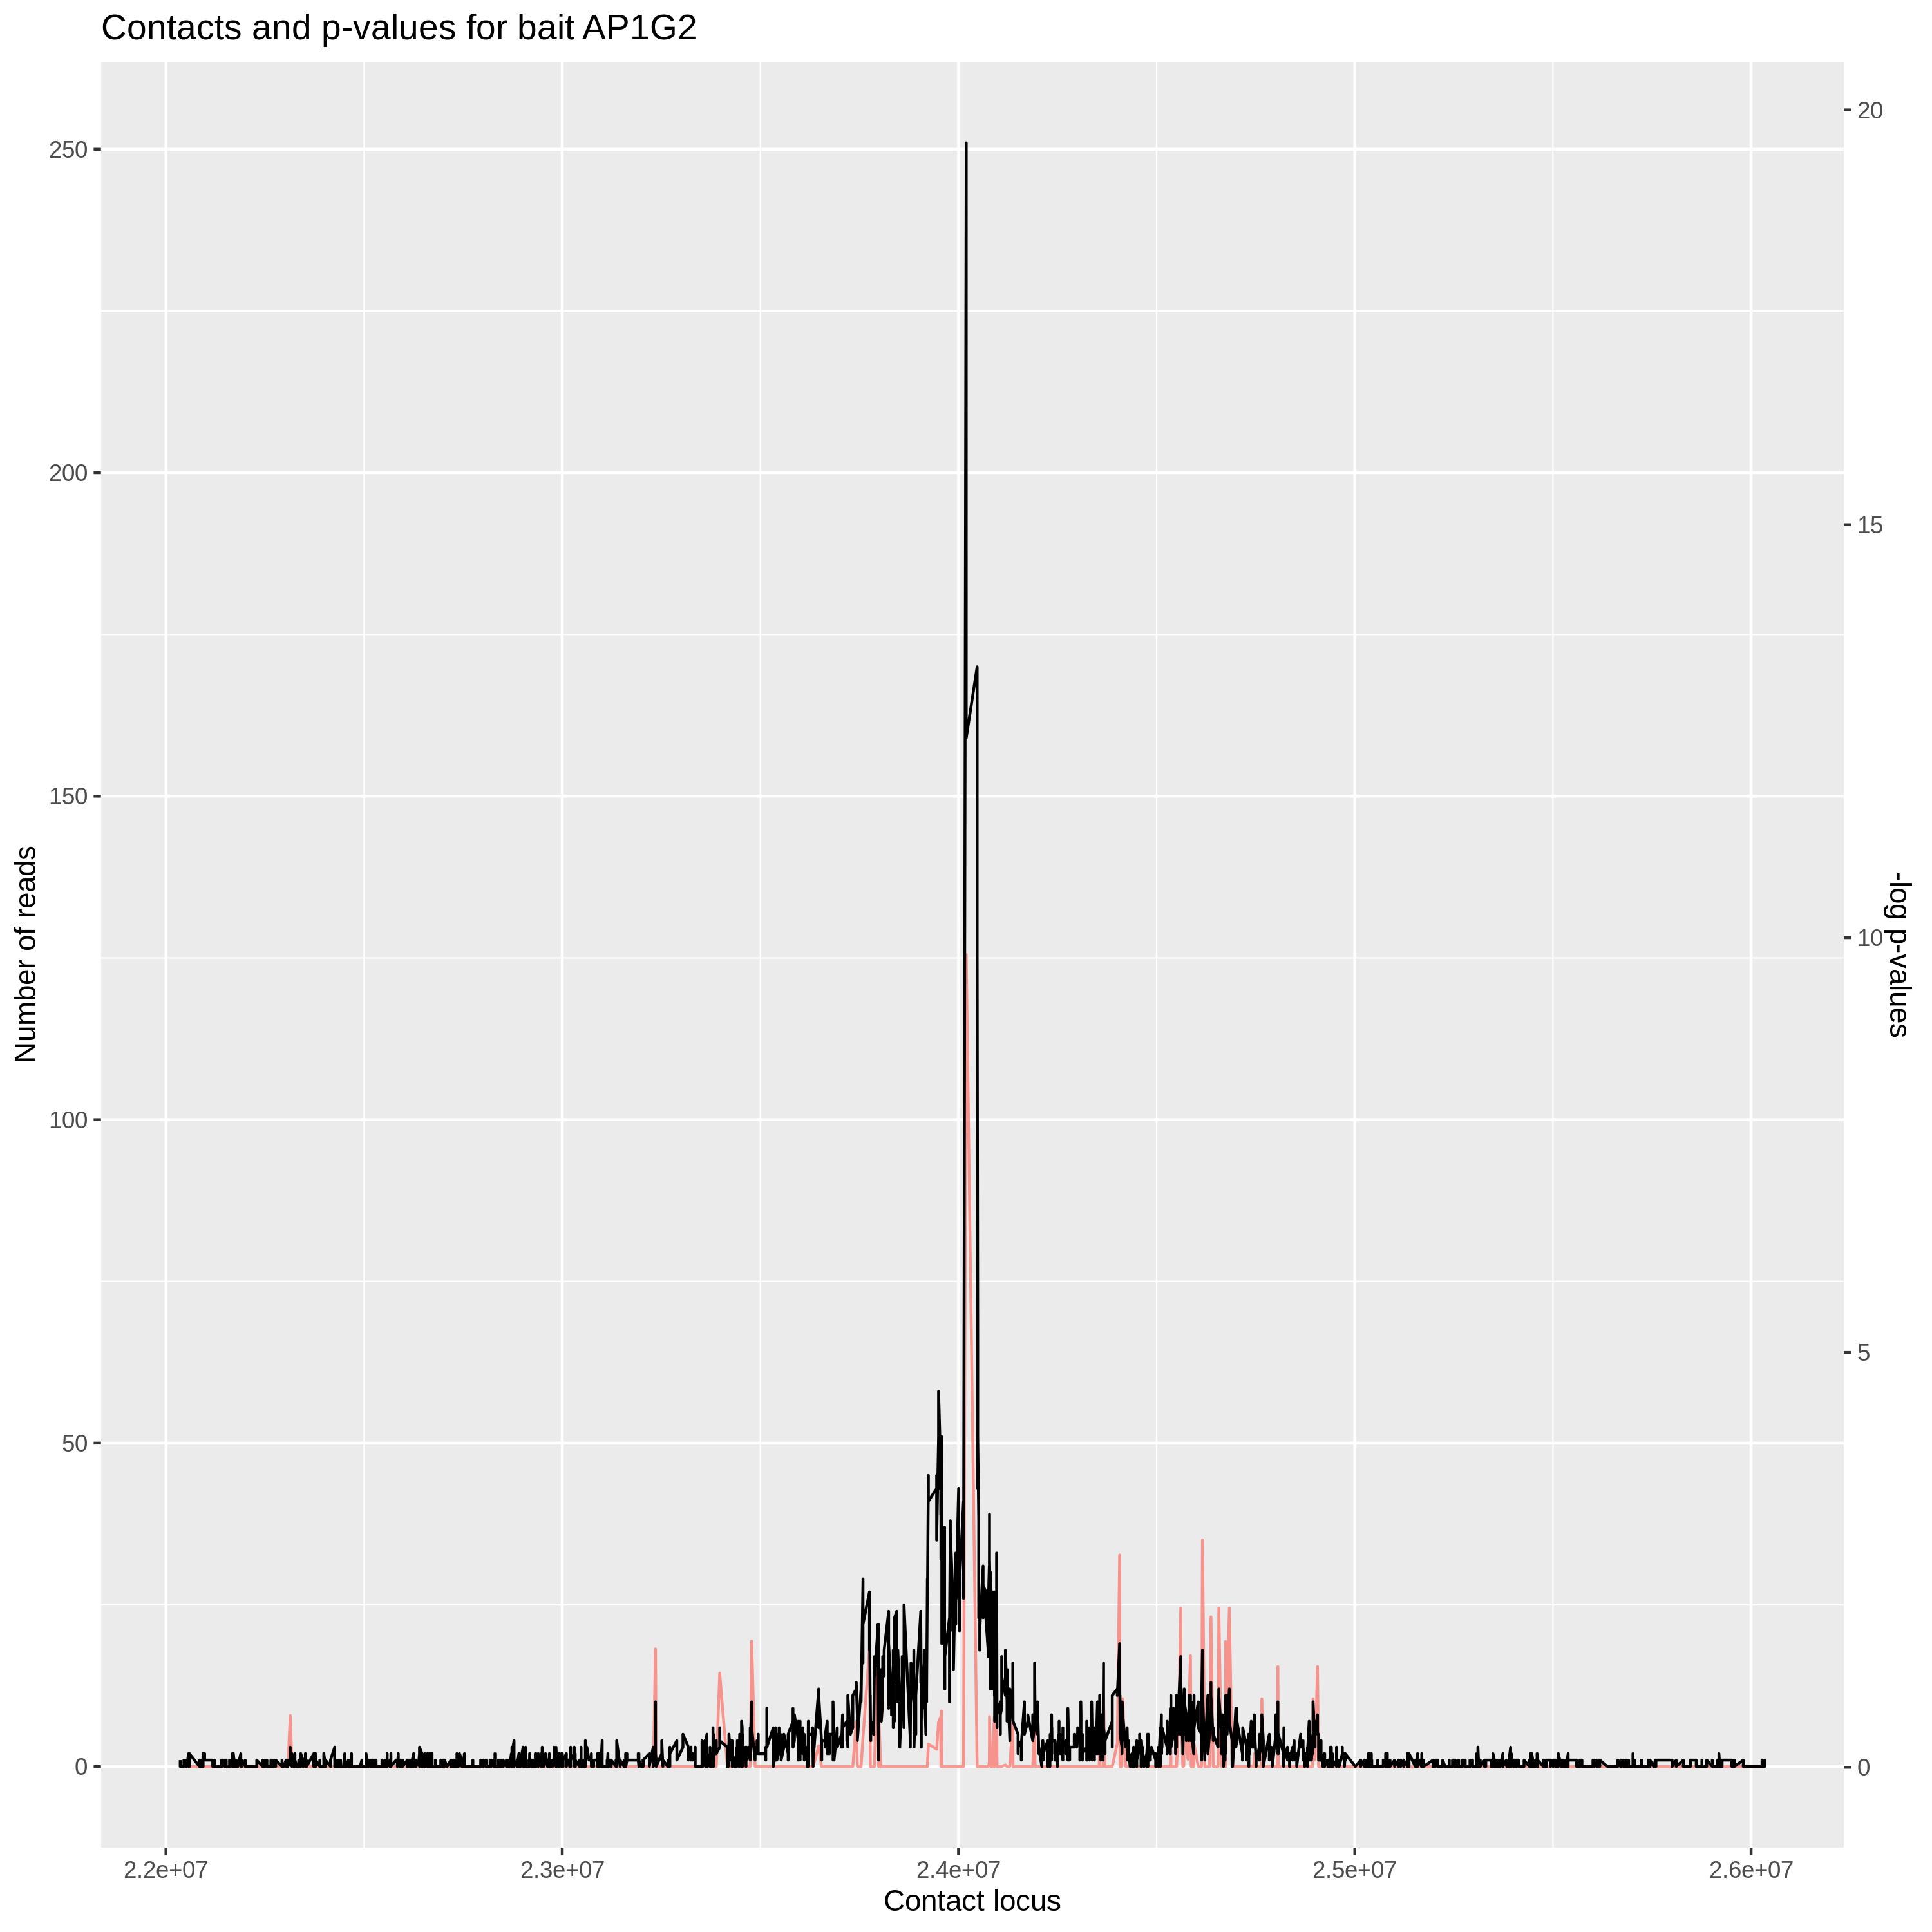 Contacts and p-values for bait AP1G2
Number of reads
250
200
150
100
50
0
20
15
10
5
0
-log p-values
2.2e+07 2.3e+07 2.4e+07 2.5e+07 2.6e+07
Contact locus